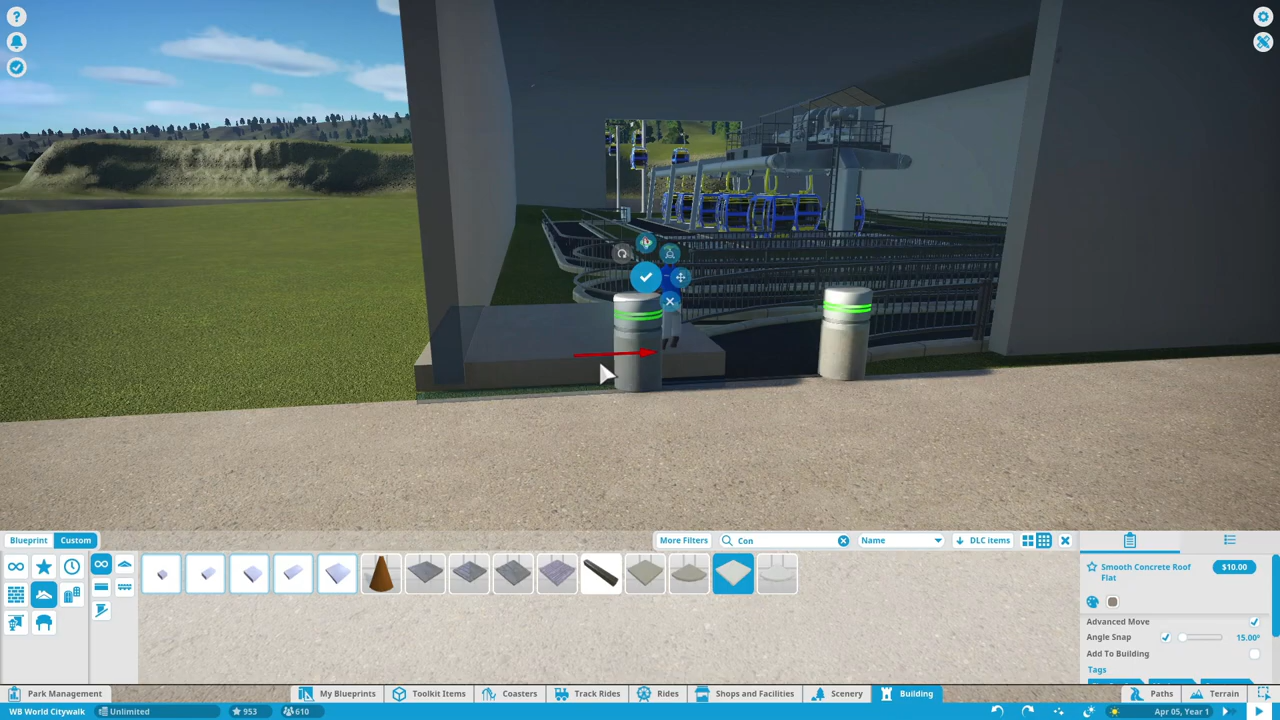 Blueprint
Custom
More Filters
Con
Name
DLC items
Smooth Concrete Roof
Flat
$10.00
Advanced Move
Angle Snap
15.00°
Add To Building
Tags
Park Management
My Blueprints
Toolkit Items
Coasters
Track Rides
Rides
Shops and Facilities
Scenery
Building
Paths
Terrain
WB World Citywalk
Unlimited
953
610
Apr 05, Year 1